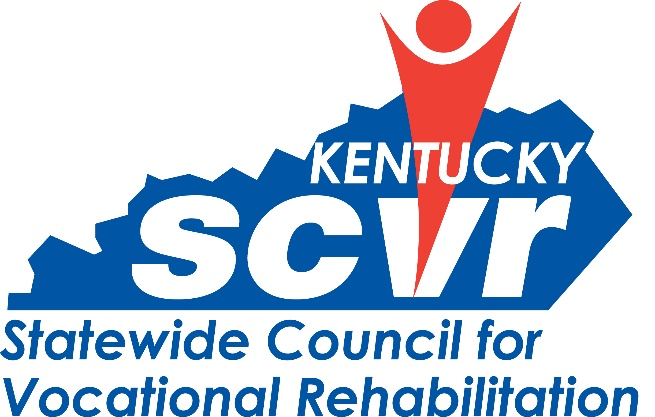 KENTUCKY
scvr
Statewide Council for
Vocational Rehabilitation